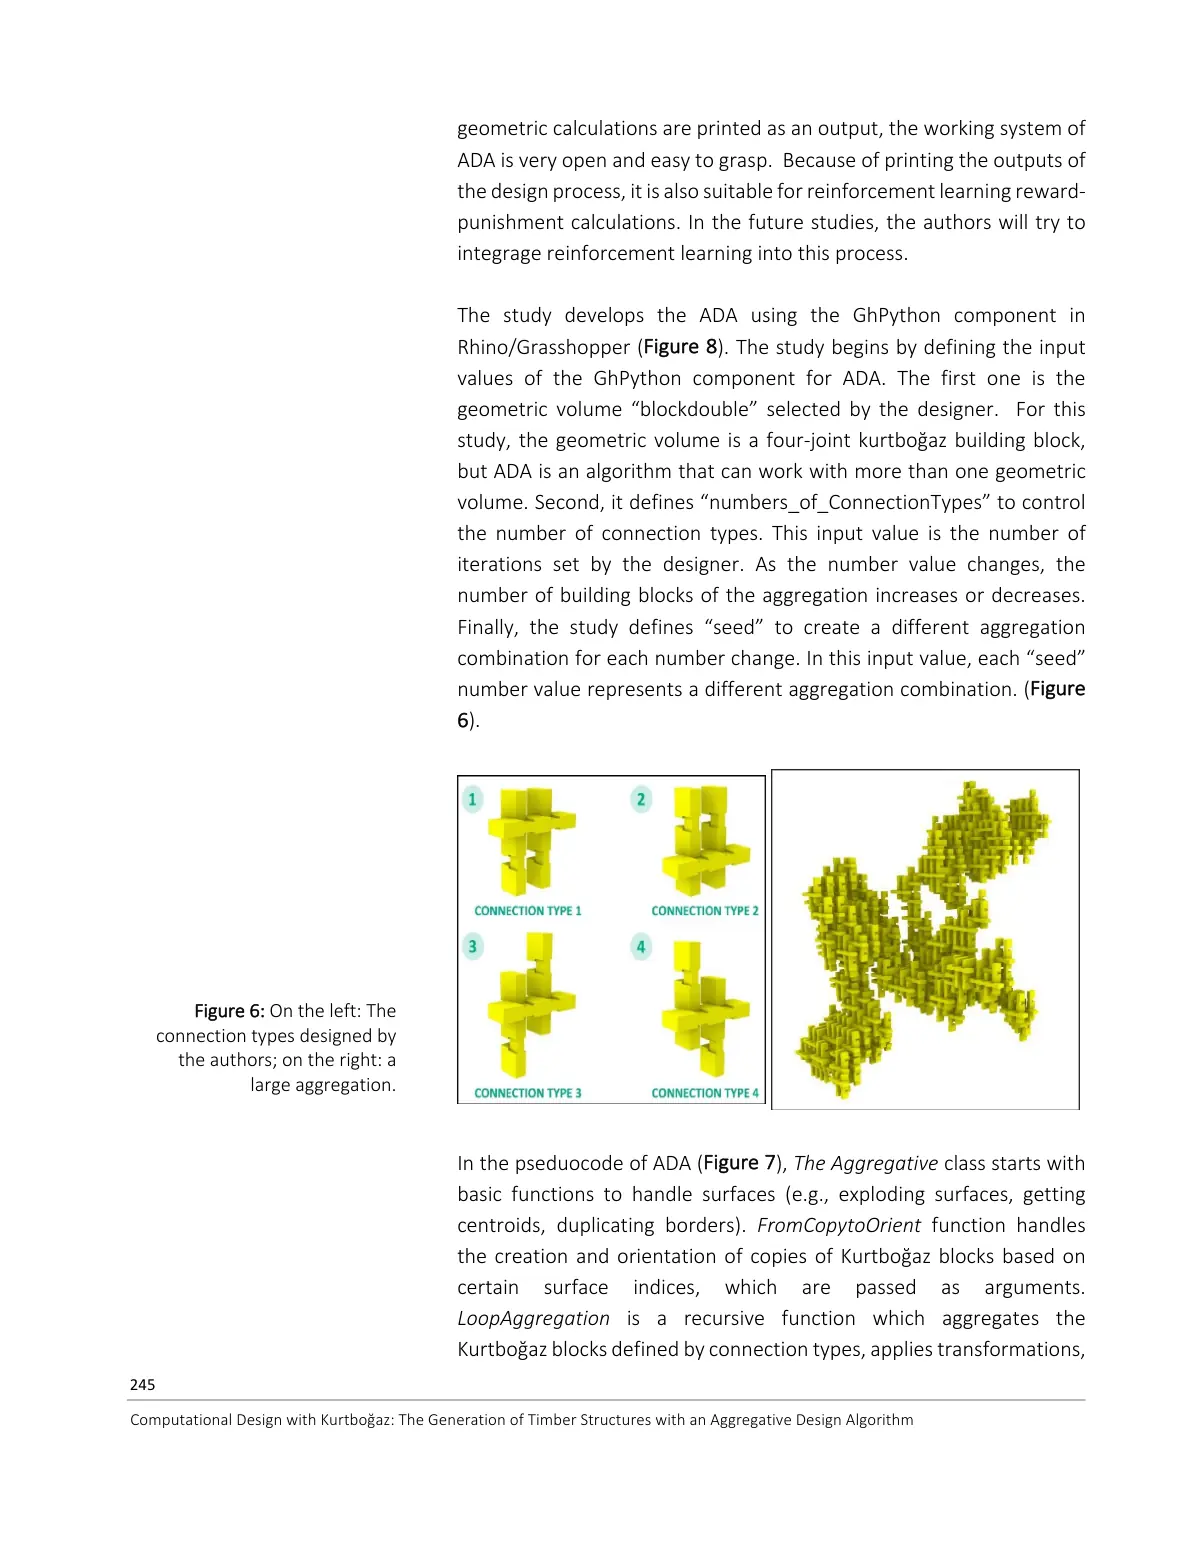 geometric calculations are printed as an output, the working system of
ADA is very open and easy to grasp.  Because of printing the outputs of
the design process, it is also suitable for reinforcement learning reward-
punishment calculations. In the future studies, the authors will try to
integrage reinforcement learning into this process.
The study develops the ADA using the GhPython component in
Rhino/Grasshopper (Figure 8). The study begins by defining the input
values of the GhPython component for ADA. The first one is the
geometric volume “blockdouble” selected by the designer.  For this
study, the geometric volume is a four-joint kurtboğaz building block,
but ADA is an algorithm that can work with more than one geometric
volume. Second, it defines “numbers_of_ConnectionTypes” to control
the number of connection types. This input value is the number of
iterations set by the designer. As the number value changes, the
number of building blocks of the aggregation increases or decreases.
Finally, the study defines “seed” to create a different aggregation
combination for each number change. In this input value, each “seed”
number value represents a different aggregation combination. (Figure
6).
1
2
CONNECTION TYPE 1
CONNECTION TYPE 2
3
4
CONNECTION TYPE 3
CONNECTION TYPE 4
Figure 6: On the left: The
connection types designed by
the authors; on the right: a
large aggregation.
In the pseduocode of ADA (Figure 7), The Aggregative class starts with
basic functions to handle surfaces (e.g., exploding surfaces, getting
centroids, duplicating borders). FromCopytoOrient function handles
the creation and orientation of copies of Kurtboğaz blocks based on
certain surface indices, which are passed as arguments.
LoopAggregation is a recursive function which aggregates the
Kurtboğaz blocks defined by connection types, applies transformations,
245
Computational Design with Kurtboğaz: The Generation of Timber Structures with an Aggregative Design Algorithm